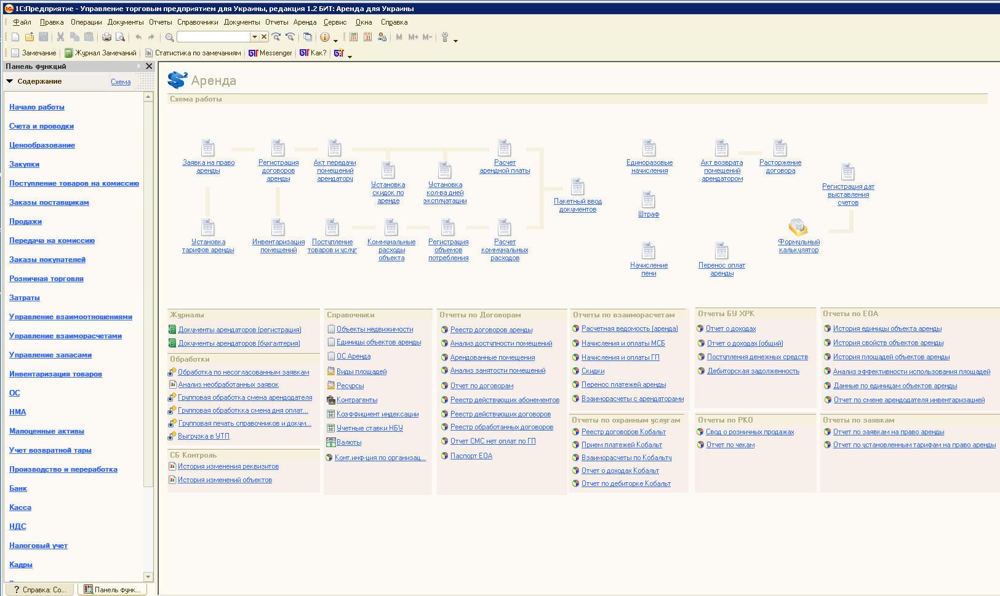 1С:Предприятие - Управление торговым предприятием для Украины, редакция 1.2 БИТ: Аренда для Украины
Файл Правка Операции Документы Отчеты Справочники Документы Отчеты Аренда Сервис Окна Справка
M M+ M-
Замечание Журнал Замечаний Статистика по замечаниям Messenger Как?
Панель функций
Содержание Схема
Начало работы
Счета и проводки
Ценообразование
Закупки
Поступление товаров на комиссию
Заказы поставщикам
Продажи
Передача на комиссию
Заказы покупателей
Розничная торговля
Затраты
Управление взаимоотношениями
Управление взаиморасчетами
Управление запасами
Инвентаризация товаров
ОС
НМА
Малоценные активы
Учет возвратной тары
Производство и переработка
Банк
Касса
НДС
Налоговый учет
Кадры
? Справка: Со... Панель функ...
Аренда
Схема работы
Заявка на право
аренды
Регистрация
договоров
аренды
Акт передачи
помещений
арендатору
Установка
скидок по
аренде
Установка
кол-ва дней
эксплуатации
Расчет
арендной платы
Пакетный ввод
документов
Единоразовые
начисления
Акт возврата
помещений
арендатором
Расторжение
договора
Регистрация дат
выставления
счетов
Штраф
Установка
тарифов аренды
Инвентаризация
помещений
Поступление
товаров и услуг
Коммунальные
расходы
объекта
Регистрация
объемов
потребления
Расчет
коммунальных
расходов
Формульный
калькулятор
Начисление
пени
Перенос оплат
аренды
Журналы
Документы арендаторов (регистрация)
Документы арендаторов (бухгалтерия)
Обработки
Обработка по несогласованным заявкам
Анализ необработанных заявок
Групповая обработка смена арендодателя
Групповая обработкка смена дня оплат...
Групповая печать справочников и докум...
Выгрузка в УТП
СБ Контроль
История изменения реквизитов
История изменений объектов
Справочники
Объекты недвижимости
Единицы объектов аренды
ОС Аренда
Виды площадей
Ресурсы
Контрагенты
Коэффициент индексации
Учетные ставки НБУ
Валюты
Конт.инф-ция по организац...
Отчеты по Договорам
Реестр договоров аренды
Анализ доступности помещений
Арендованные помещения
Анализ занятости помещений
Отчет по договорам
Реестр действующих абонементов
Реестр действующих договоров
Реестр обработанных договоров
Отчет СМС нет оплат по ГП
Паспорт ЕОА
Отчеты по взаиморасчетам
Расчетная ведомость (аренда)
Начисления и оплаты МСБ
Начисления и оплаты ГП
Скидки
Перенос платежей аренды
Взаиморасчеты с арендаторами
Отчеты по охранным услугам
Реестр договоров Кобальт
Прием платежей Кобальт
Взаиморасчеты по Кобальту
Отчет о доходах Кобальт
Отчет по дебиторке Кобальт
Отчеты БУ ХРК
Отчет о доходах
Отчет о доходах (общий)
Поступления денежных средств
Дебиторская задолженность
Отчеты по РКО
Свод о розничных продажах
Отчет по чекам
Отчеты по ЕОА
История единицы объекта аренды
История свойств объектов аренды
История площадей объектов аренды
Анализ эффективности использования площадей
Данные по единицам объектов аренды
Отчет по смене арендодателя инвентаризацией
Отчеты по заявкам
Отчет по заявкам на право аренды
Отчет по установленным тарифам на право аренды